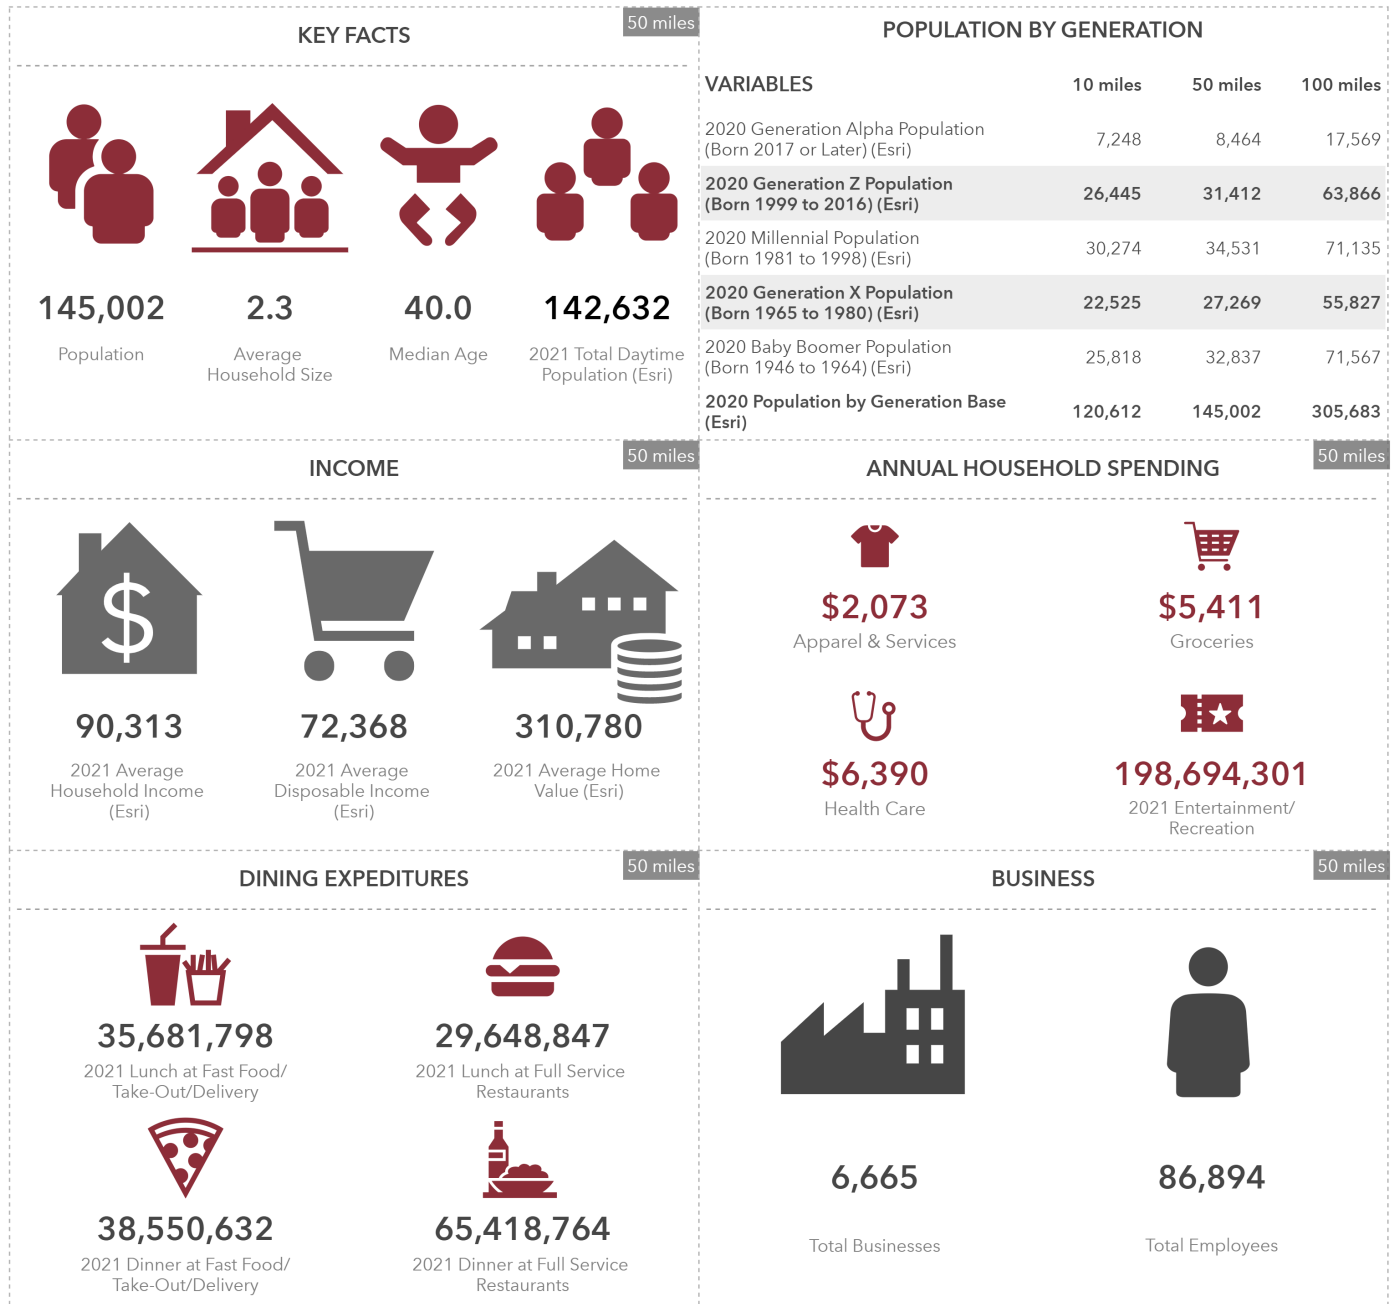 KEY FACTS
50 miles
145,002
Population
2.3
Average
Household Size
40.0
Median Age
142,632
2021 Total Daytime
Population (Esri)
POPULATION BY GENERATION
VARIABLES 10 miles 50 miles 100 miles
2020 Generation Alpha Population
(Born 2017 or Later) (Esri) 7,248 8,464 17,569
2020 Generation Z Population
(Born 1999 to 2016) (Esri) 26,445 31,412 63,866
2020 Millennial Population
(Born 1981 to 1998) (Esri) 30,274 34,531 71,135
2020 Generation X Population
(Born 1965 to 1980) (Esri) 22,525 27,269 55,827
2020 Baby Boomer Population
(Born 1946 to 1964) (Esri) 25,818 32,837 71,567
2020 Population by Generation Base
(Esri) 120,612 145,002 305,683
INCOME
50 miles
$
90,313
2021 Average
Household Income
(Esri)
72,368
2021 Average
Disposable Income
(Esri)
310,780
2021 Average Home
Value (Esri)
ANNUAL HOUSEHOLD SPENDING
50 miles
$2,073
Apparel & Services
$5,411
Groceries
$6,390
Health Care
198,694,301
2021 Entertainment/
Recreation
DINING EXPEDITURES
50 miles
35,681,798
2021 Lunch at Fast Food/
Take-Out/Delivery
29,648,847
2021 Lunch at Full Service
Restaurants
38,550,632
2021 Dinner at Fast Food/
Take-Out/Delivery
65,418,764
2021 Dinner at Full Service
Restaurants
BUSINESS
50 miles
6,665
Total Businesses
86,894
Total Employees